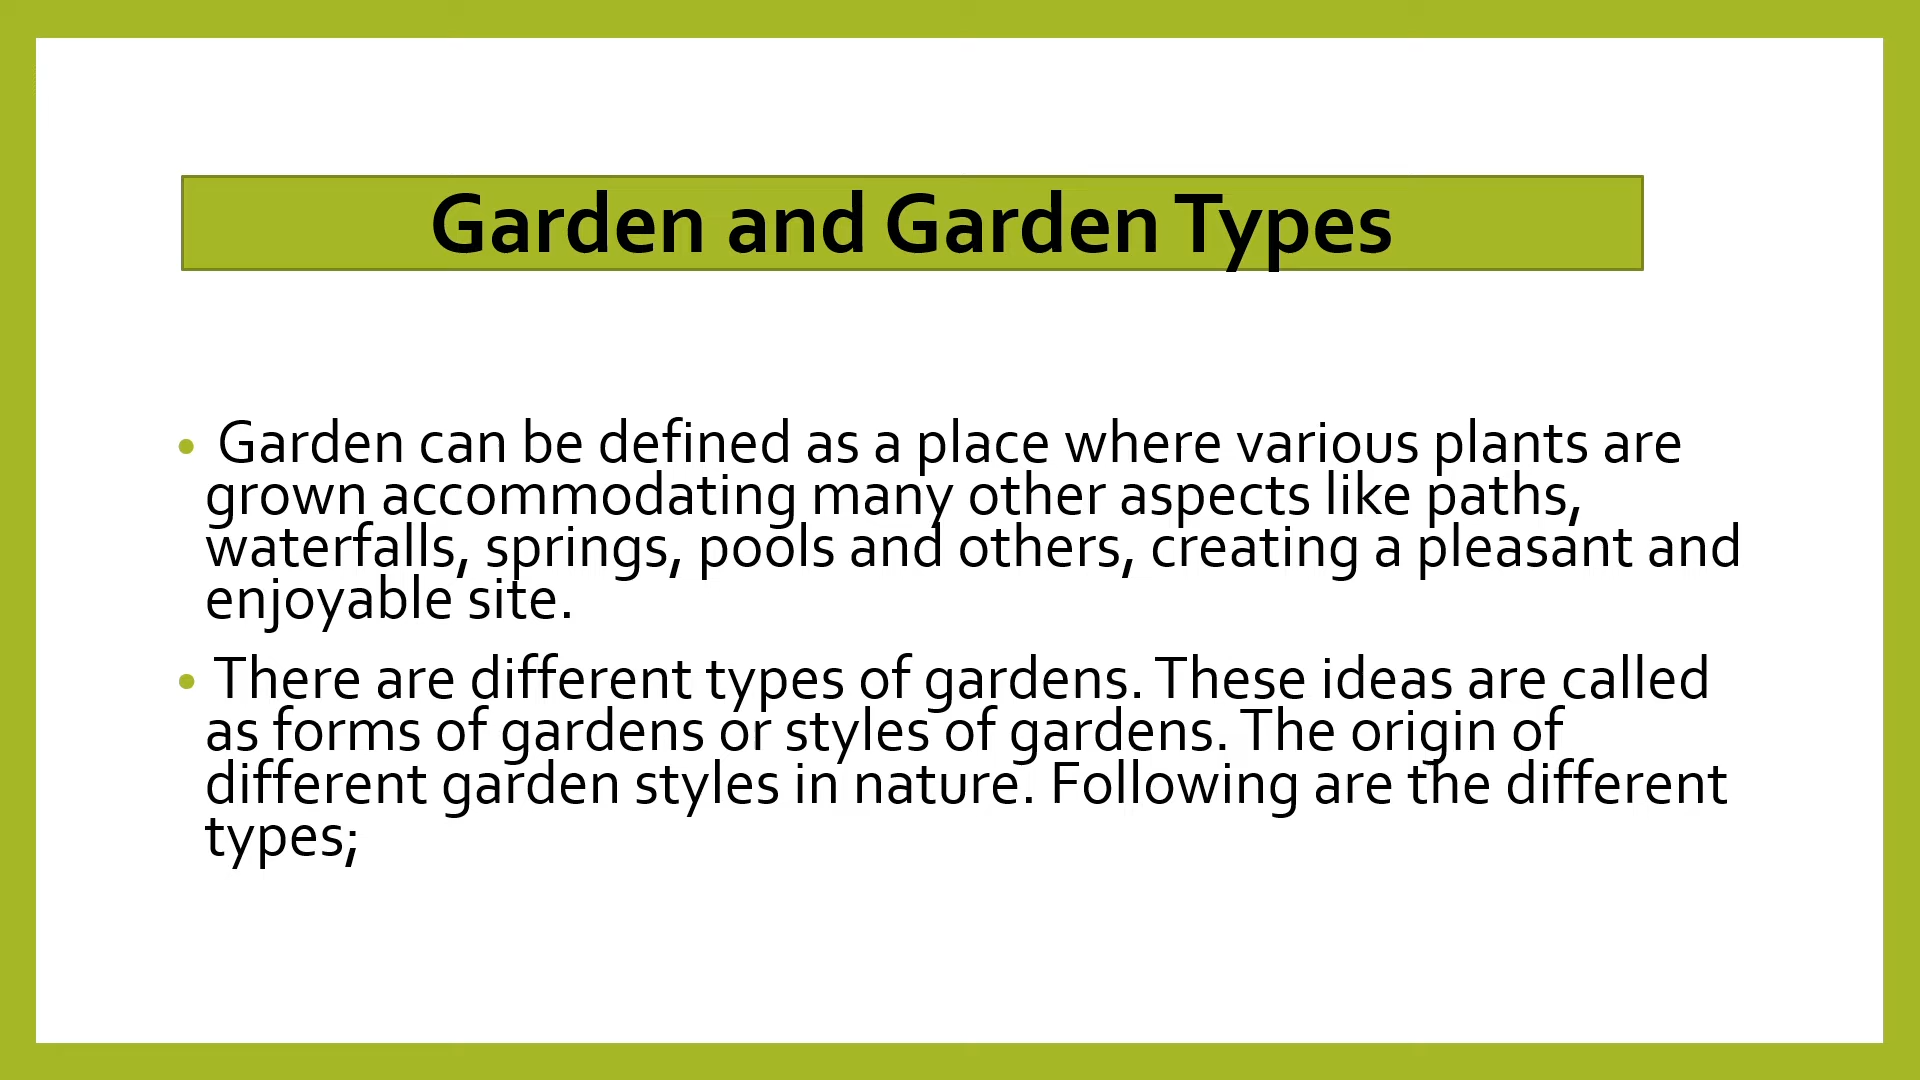 Garden and Garden Types
• Garden can be defined as a place where various plants are
grown accommodating many other aspects like paths,
waterfalls, springs, pools and others, creating a pleasant and
enjoyable site.
• There are different types of gardens. These ideas are called
as forms of gardens or styles of gardens. The origin of
different garden styles in nature. Following are the different
types;